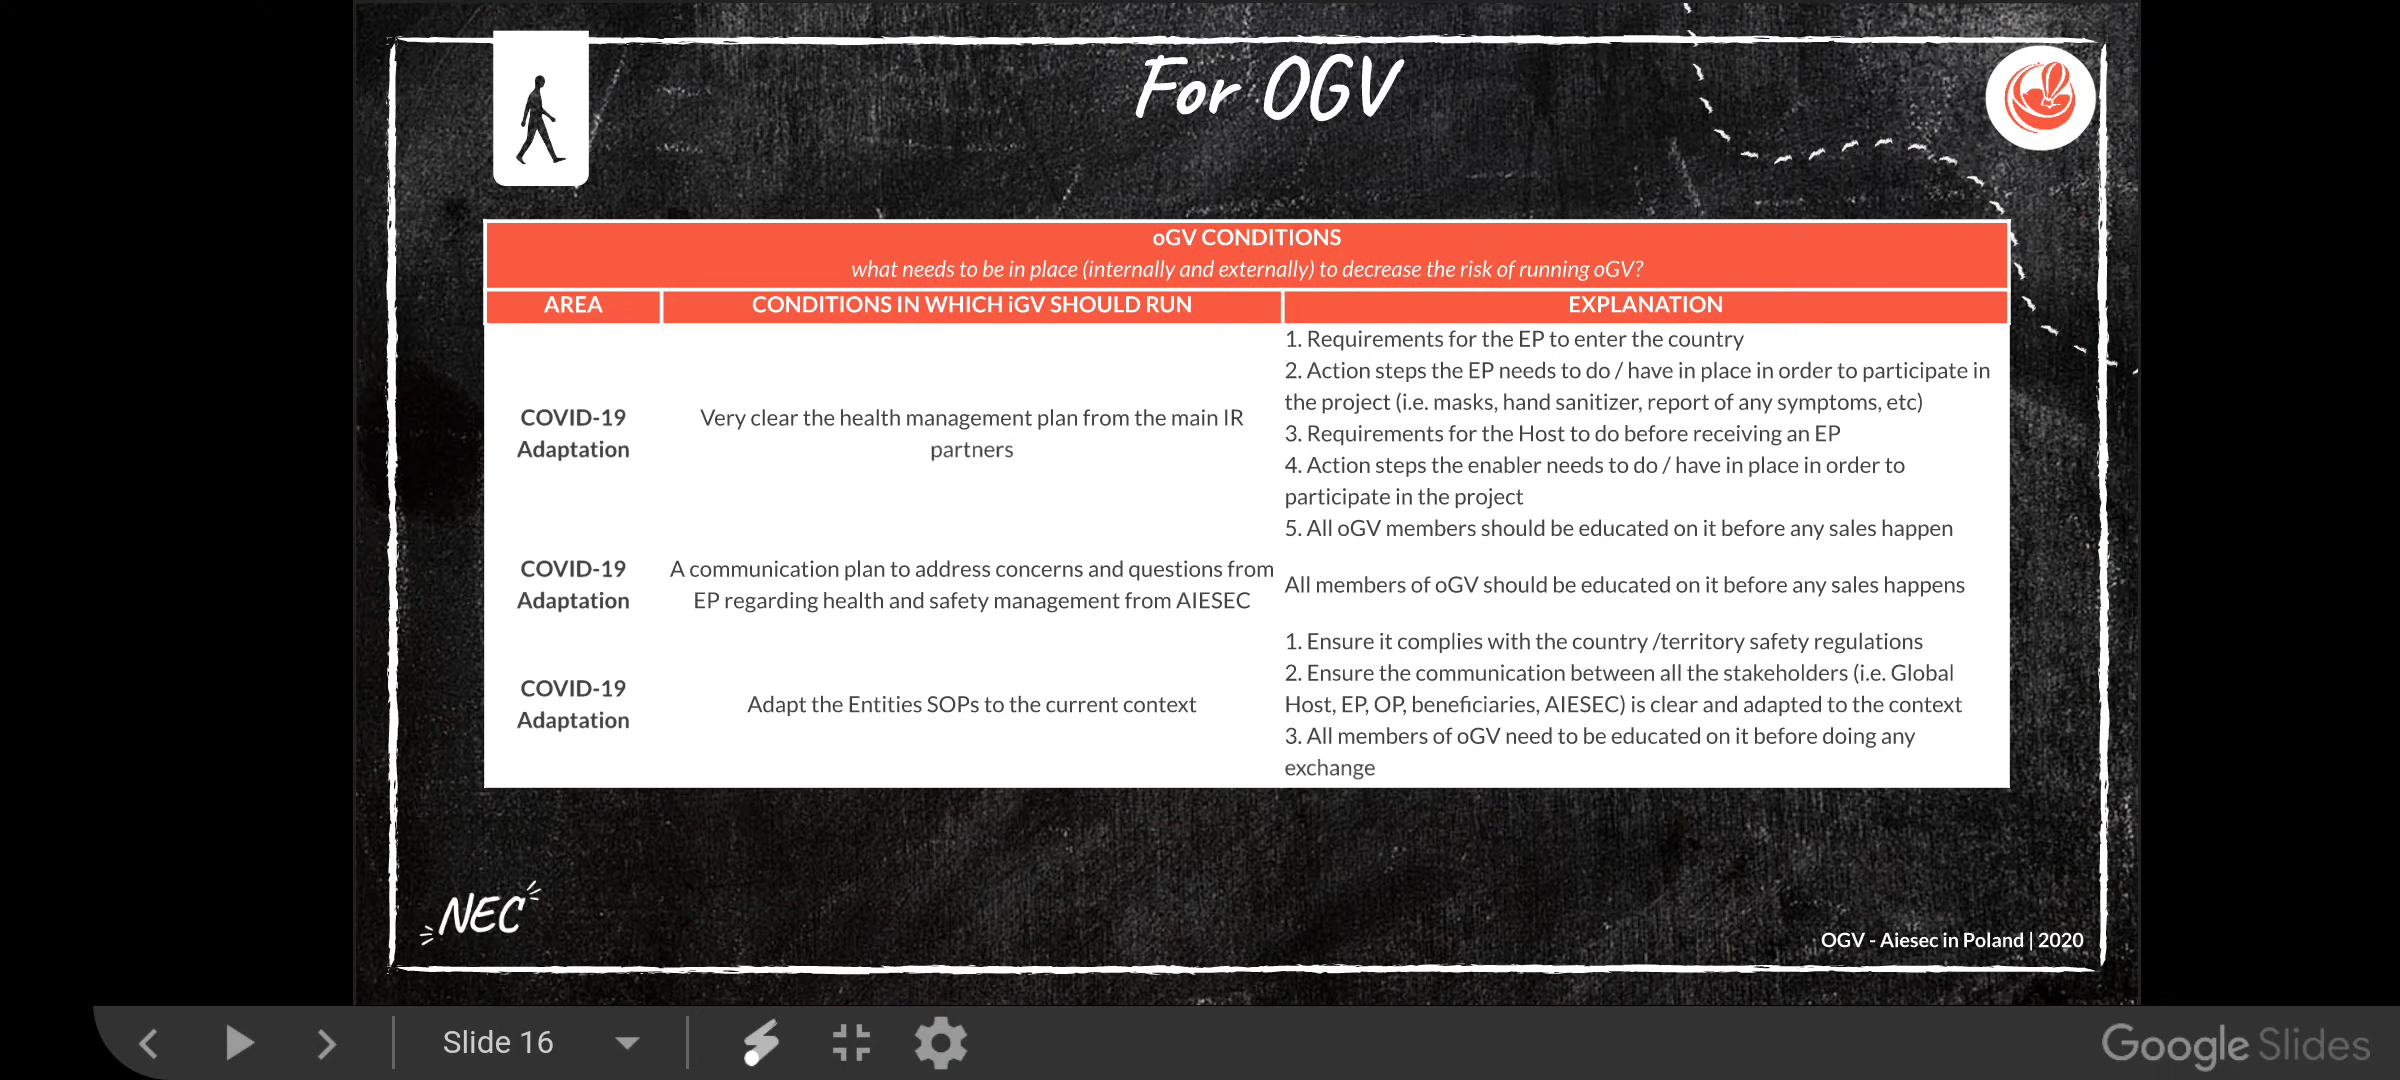 For OGV
oGV CONDITIONS
what needs to be in place (internally and externally) to decrease the risk of running oGV?
AREA
CONDITIONS IN WHICH iGV SHOULD RUN
EXPLANATION
COVID-19
Adaptation
Very clear the health management plan from the main IR
partners
1. Requirements for the EP to enter the country
2. Action steps the EP needs to do / have in place in order to participate in
the project (i.e. masks, hand sanitizer, report of any symptoms, etc)
3. Requirements for the Host to do before receiving an EP
4. Action steps the enabler needs to do / have in place in order to
participate in the project
5. All oGV members should be educated on it before any sales happen
COVID-19
Adaptation
A communication plan to address concerns and questions from
EP regarding health and safety management from AIESEC
All members of oGV should be educated on it before any sales happens
COVID-19
Adaptation
Adapt the Entities SOPs to the current context
1. Ensure it complies with the country /territory safety regulations
2. Ensure the communication between all the stakeholders (i.e. Global
Host, EP, OP, beneficiaries, AIESEC) is clear and adapted to the context
3. All members of oGV need to be educated on it before doing any
exchange
NEC
OGV - Aiesec in Poland | 2020
Slide 16
Google Slides